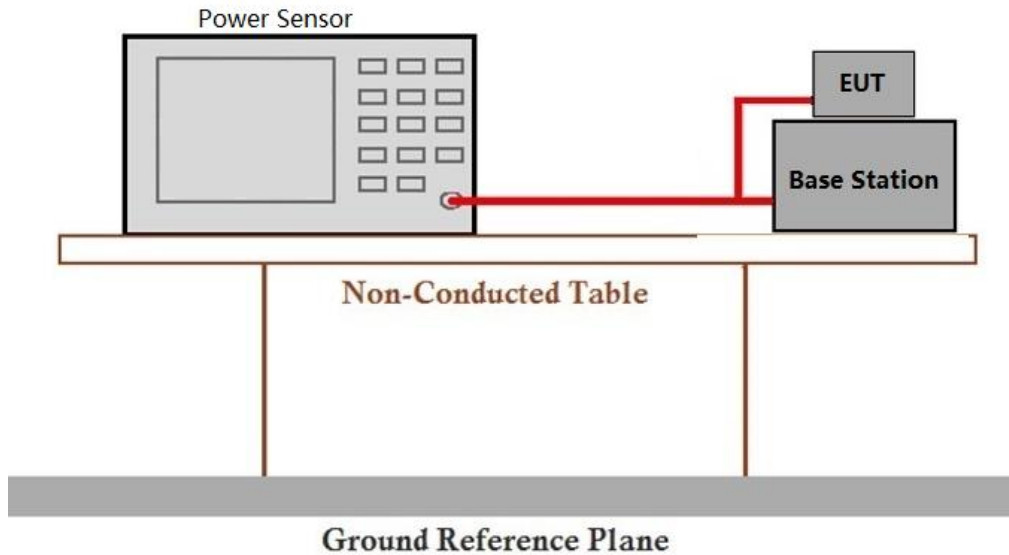 Power Sensor
EUT
Base Station
Non-Conducted Table
Ground Reference Plane